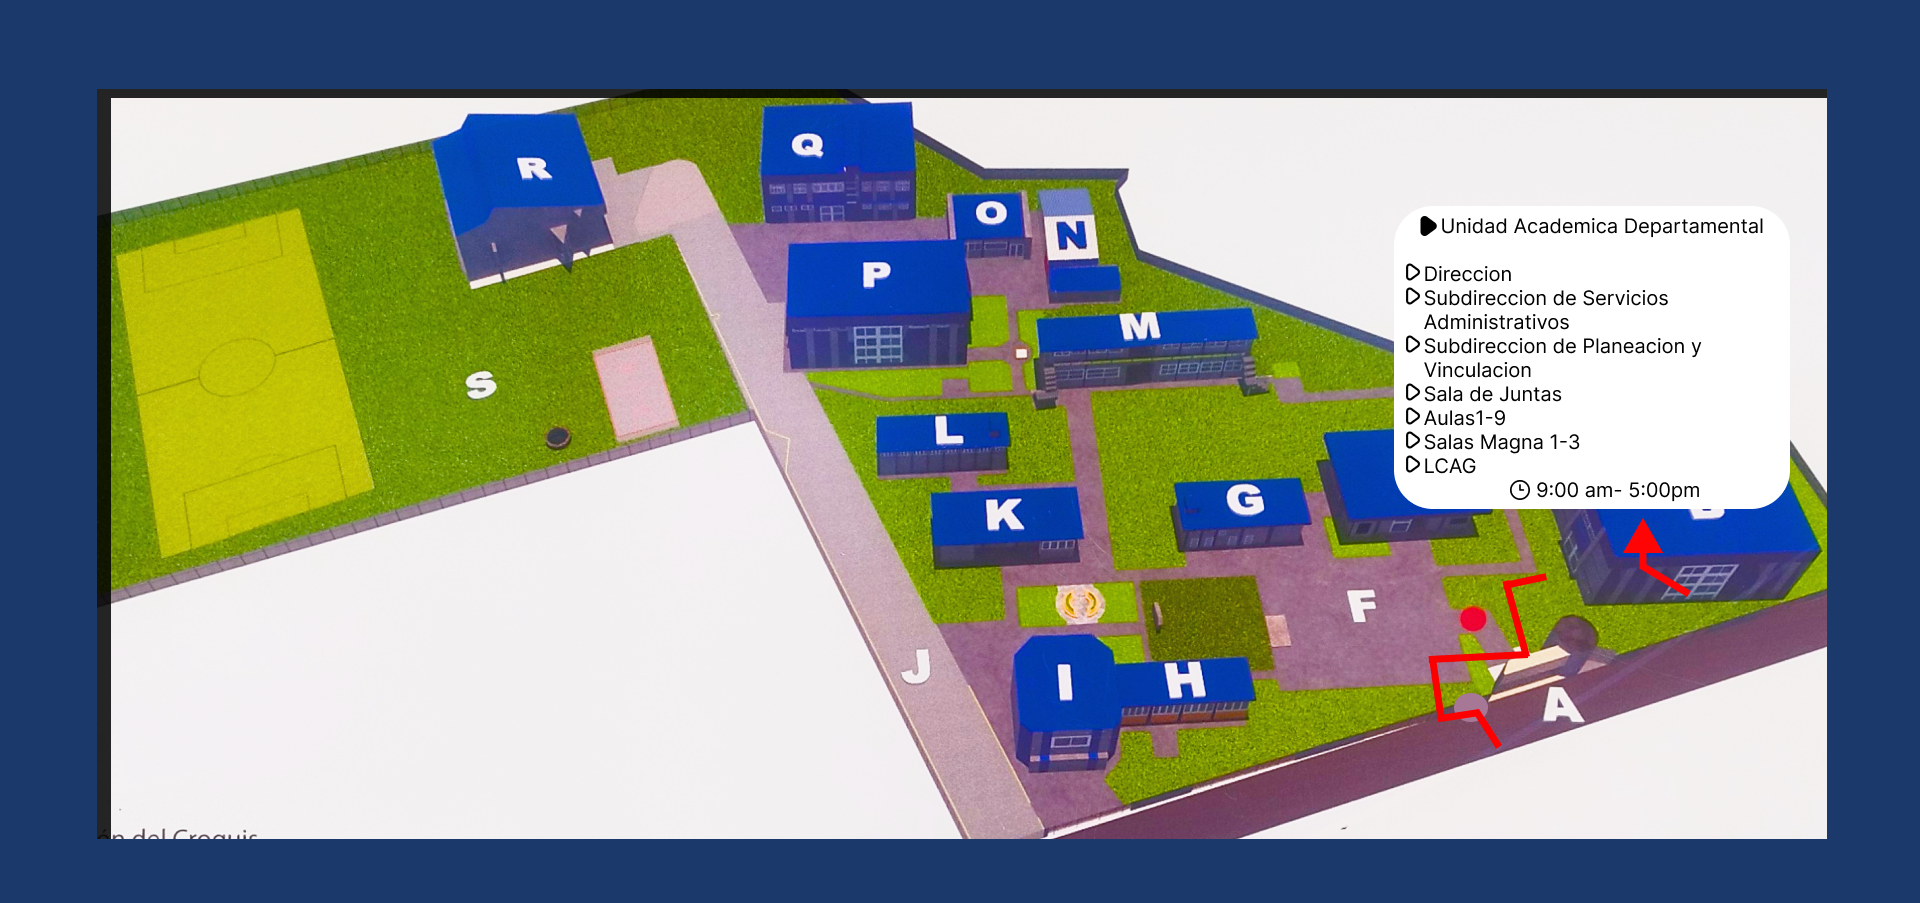 R
Q
O
N
P
M
S
L
K
G
F
J
I
H
A
Unidad Academica Departamental
Direccion
Subdireccion de Servicios
Administrativos
Subdireccion de Planeacion y
Vinculacion
Sala de Juntas
Aulas1-9
Salas Magna 1-3
LCAG
9:00 am- 5:00pm
del Croquis